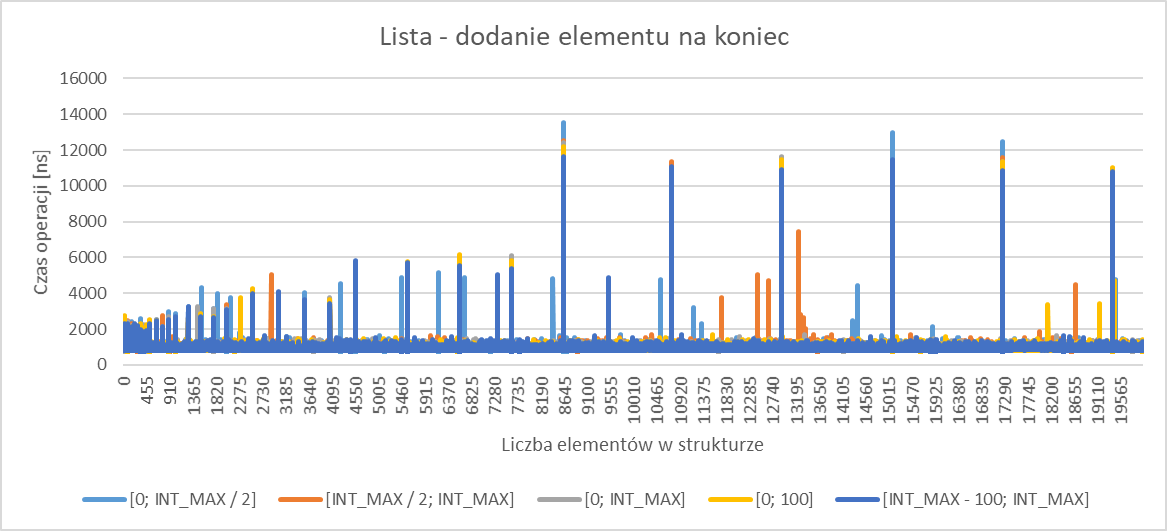 Lista - dodanie elementu na koniec
Czas operacji [ns]
16000
14000
12000
10000
8000
6000
4000
2000
0
0 455 910 1365 1820 2275 2730 3185 3640 4095 4550 5005 5460 5915 6370 6825 7280 7735 8190 8645 9100 9555 10010 10465 10920 11375 11830 12285 12740 13195 13650 14105 14560 15015 15470 15925 16380 16835 17290 17745 18200 18655 19110 19565
Liczba elementów w strukturze
[0; INT_MAX / 2] [INT_MAX / 2; INT_MAX] [0; INT_MAX] [0; 100] [INT_MAX - 100; INT_MAX]